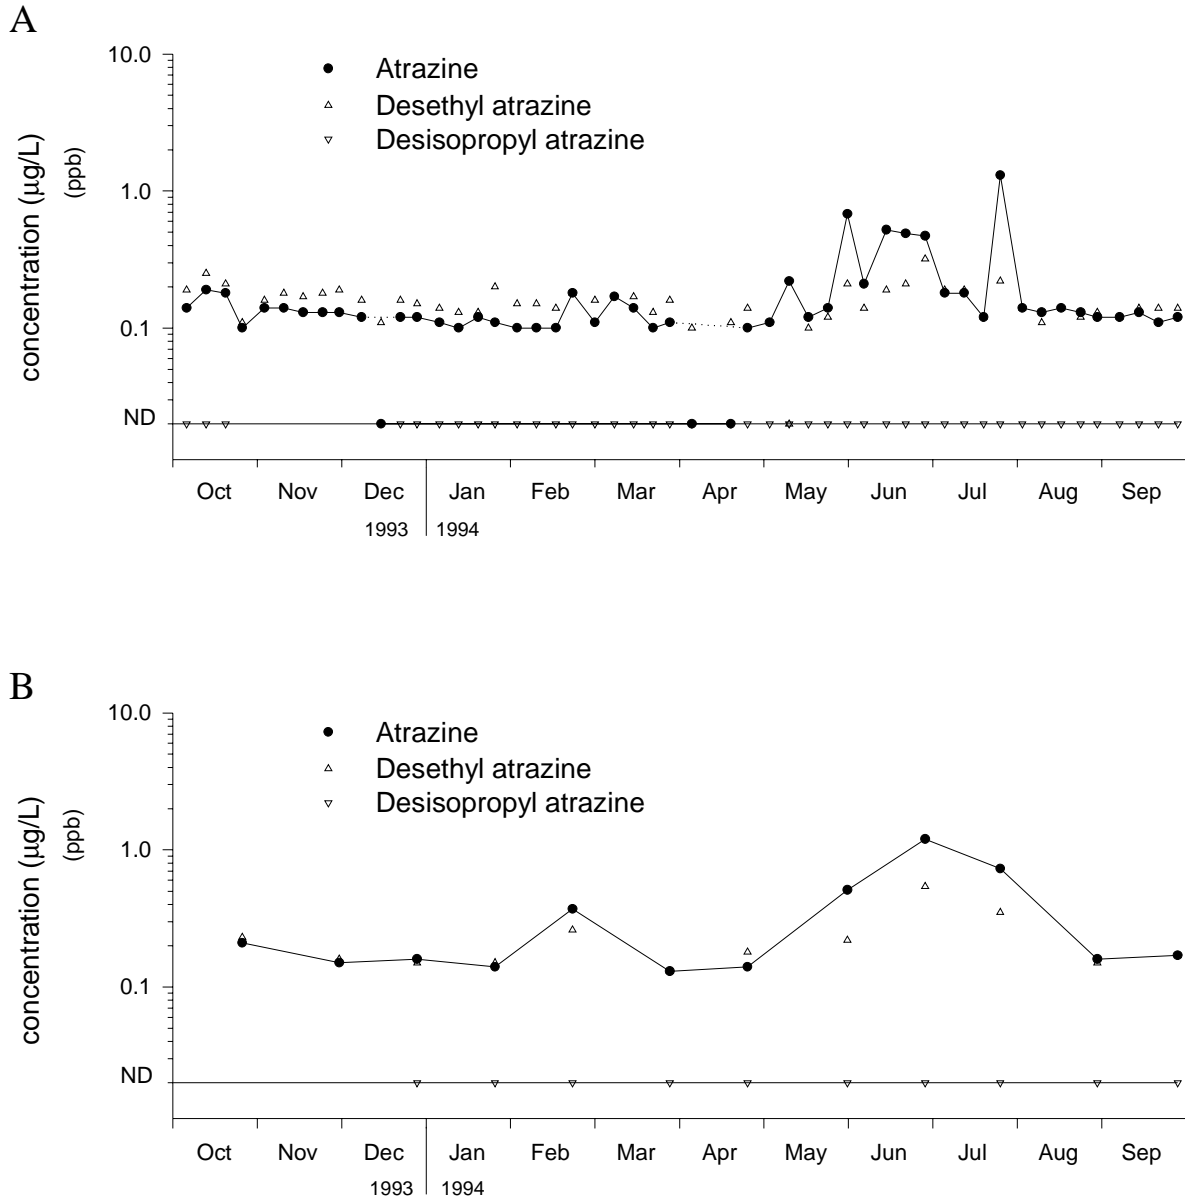 A
10.0
Atrazine
Desethyl atrazine
Desisopropyl atrazine
concentration (µg/L)
(ppb)
1.0
0.1
ND
Oct Nov Dec Jan Feb Mar Apr May Jun Jul Aug Sep
1993 1994
B
10.0
Atrazine
Desethyl atrazine
Desisopropyl atrazine
concentration (µg/L)
(ppb)
1.0
0.1
ND
Oct Nov Dec Jan Feb Mar Apr May Jun Jul Aug Sep
1993 1994